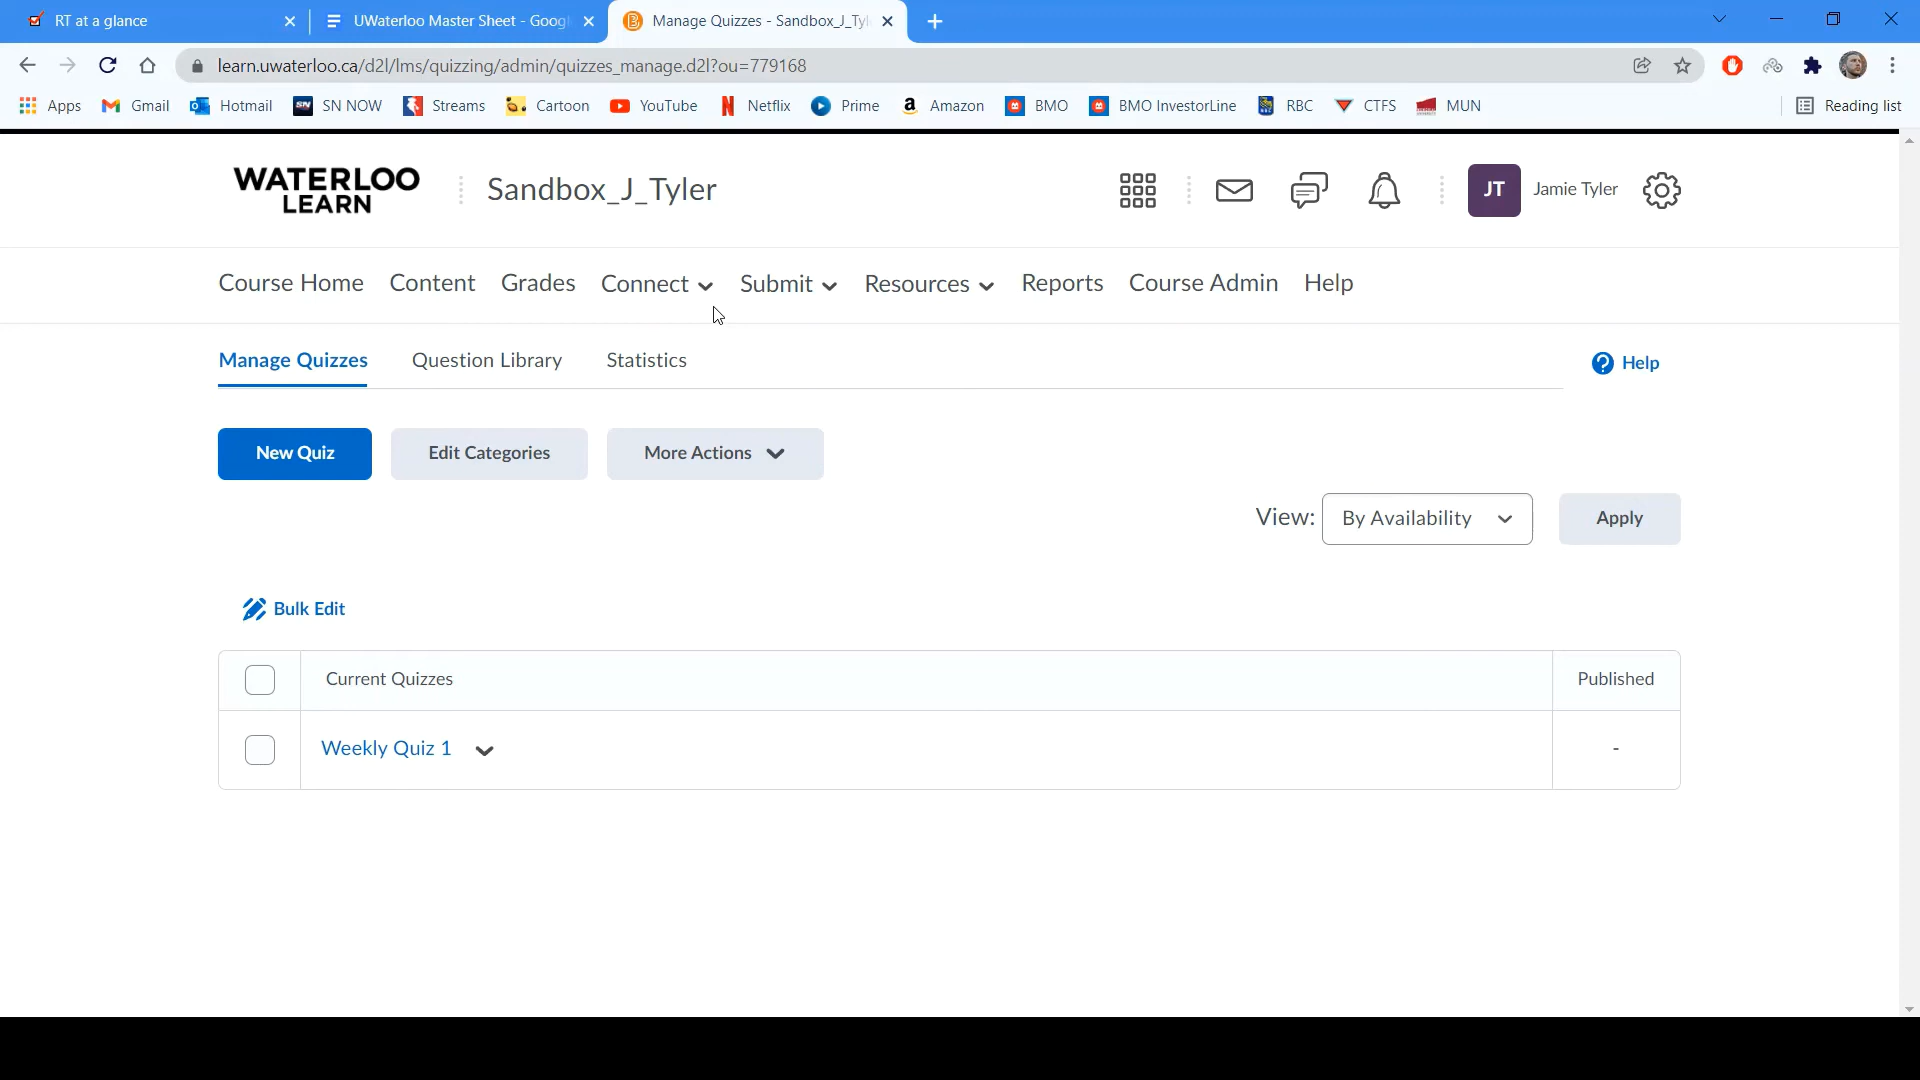 RT at a glance
UWaterloo Master Sheet - Goog
Manage Quizzes - Sandbox_J_Tyl
learn.uwaterloo.ca/d2l/lms/quizzing/admin/quizzes_manage.d2l?ou=779168
Apps Gmail Hotmail SN NOW Streams Cartoon YouTube Netflix Prime Amazon BMO BMO InvestorLine RBC CTFS MUN Reading list
WATERLOO
LEARN
Sandbox_J_Tyler
JT Jamie Tyler
Course Home Content Grades Connect Submit Resources Reports Course Admin Help
Manage Quizzes Question Library Statistics Help
New Quiz Edit Categories More Actions
View: By Availability Apply
Bulk Edit
Current Quizzes Published
Weekly Quiz 1 -